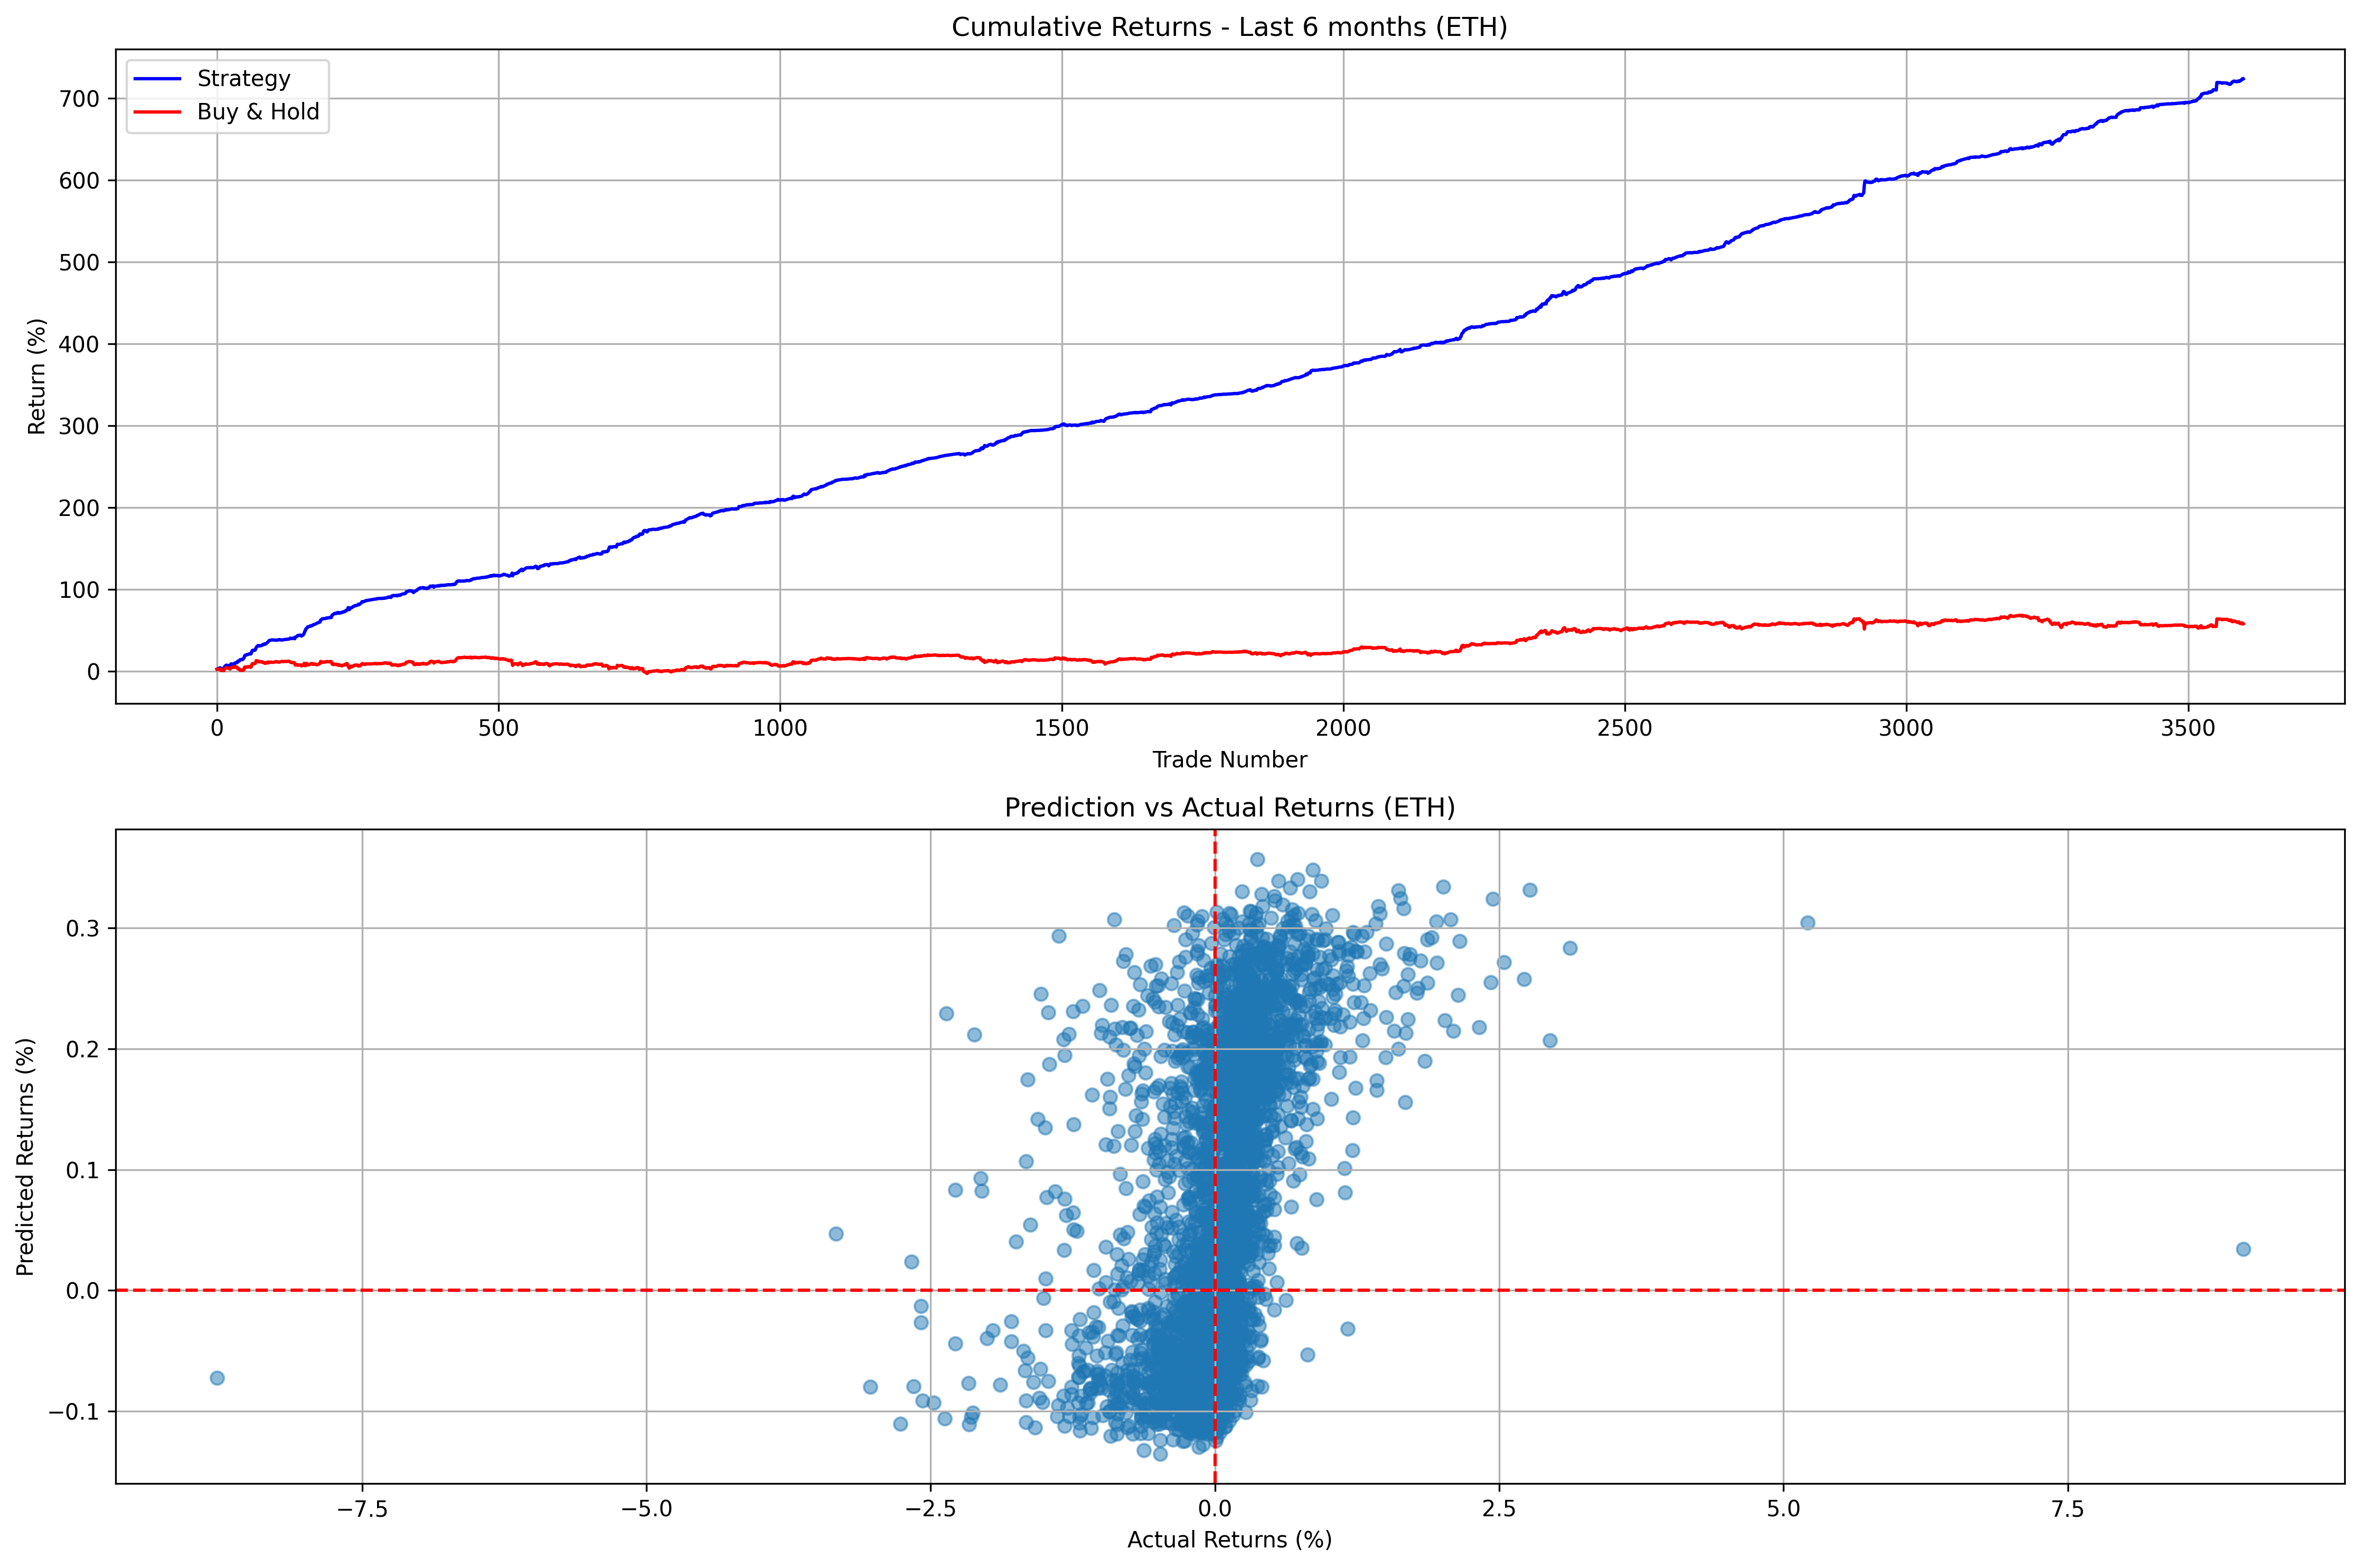 Cumulative Returns - Last 6 months (ETH)
Strategy
Buy & Hold
Return (%)
700
600
500
400
300
200
100
0
0 500 1000 1500 2000 2500 3000 3500
Trade Number
Prediction vs Actual Returns (ETH)
Predicted Returns (%)
0.3
0.2
0.1
0.0
−0.1
−7.5 −5.0 −2.5 0.0 2.5 5.0 7.5
Actual Returns (%)